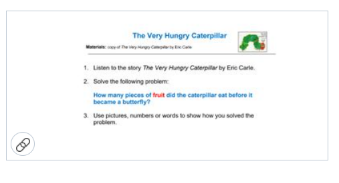 The Very Hungry Caterpillar
Materials: copy of The Very Hungry Caterpillar by Eric Carle
1. Listen to the story The Very Hungry Caterpillar by Eric Carle.
2. Solve the following problem:
How many pieces of fruit did the caterpillar eat before it
became a butterfly?
3. Use pictures, numbers or words to show how you solved the
problem.